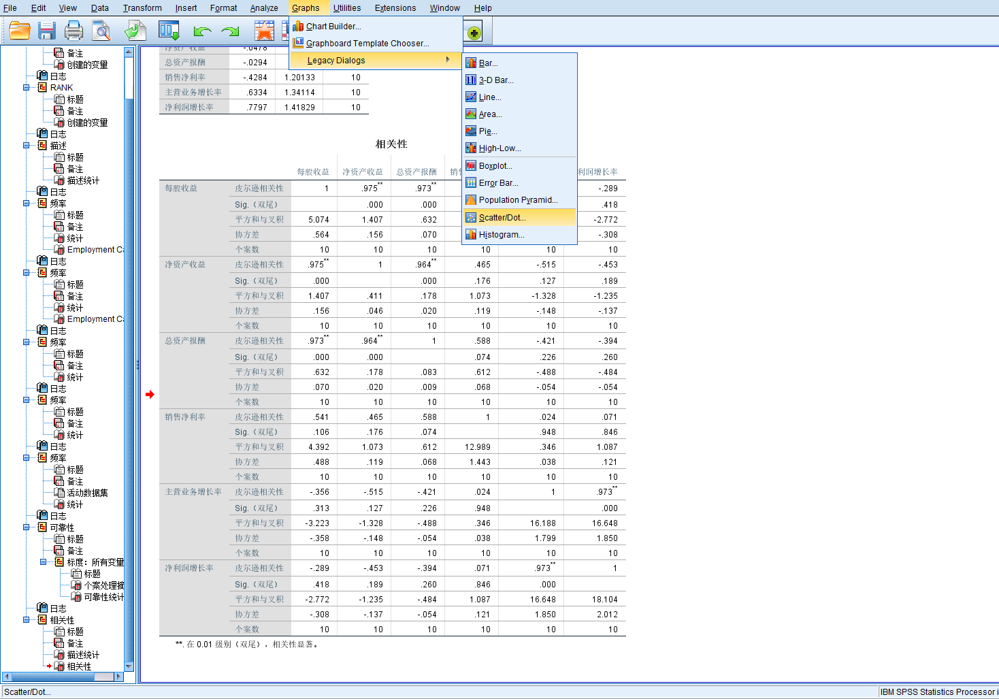 File Edit View Data Transform Insert Format Analyze Graphs Utilities Extensions Window Help
Chart Builder...
Graphboard Template Chooser...
Legacy Dialogs
Bar...
3-D Bar...
Line...
Area...
Pie...
High-Low...
Boxplot...
Error Bar...
Population Pyramid...
Scatter/Dot...
Histogram...
备注
创建的变量
日志
RANK
标题
备注
创建的变量
日志
描述
标题
备注
描述统计
日志
频率
标题
备注
统计
Employment Ca
日志
频率
标题
备注
统计
Employment Ca
日志
频率
标题
备注
统计
日志
频率
标题
备注
统计
日志
频率
标题
备注
活动数据集
统计
日志
可靠性
标题
备注
标度：所有变量
标题
个案处理摘
可靠性统计
日志
相关性
标题
备注
描述统计
相关性
净资产收益 -.0478
总资产报酬 -.0294
销售净利率 -.4284 1.20133 10
主营业务增长率 .6334 1.34114 10
净利润增长率 .7797 1.41829 10
相关性
每股收益 净资产收益 总资产报酬 销 利润增长率
每股收益 皮尔逊相关性 1 .975** .973** -.289
Sig.（双尾） .000 .000 .418
平方和与叉积 5.074 1.407 .632 -2.772
协方差 .564 .156 .070 -.308
个案数 10 10 10 10 10 10
净资产收益 皮尔逊相关性 .975** 1 .964** .465 -.515 -.453
Sig.（双尾） .000 .000 .176 .127 .189
平方和与叉积 1.407 .411 .178 1.073 -1.328 -1.235
协方差 .156 .046 .020 .119 -.148 -.137
个案数 10 10 10 10 10 10
总资产报酬 皮尔逊相关性 .973** .964** 1 .588 -.421 -.394
Sig.（双尾） .000 .000 .074 .226 .260
平方和与叉积 .632 .178 .083 .612 -.488 -.484
协方差 .070 .020 .009 .068 -.054 -.054
个案数 10 10 10 10 10 10
销售净利率 皮尔逊相关性 .541 .465 .588 1 .024 .071
Sig.（双尾） .106 .176 .074 .948 .846
平方和与叉积 4.392 1.073 .612 12.989 .346 1.087
协方差 .488 .119 .068 1.443 .038 .121
个案数 10 10 10 10 10 10
主营业务增长率 皮尔逊相关性 -.356 -.515 -.421 .024 1 .973**
Sig.（双尾） .313 .127 .226 .948 .000
平方和与叉积 -3.223 -1.328 -.488 .346 16.188 16.648
协方差 -.358 -.148 -.054 .038 1.799 1.850
个案数 10 10 10 10 10 10
净利润增长率 皮尔逊相关性 -.289 -.453 -.394 .071 .973** 1
Sig.（双尾） .418 .189 .260 .846 .000
平方和与叉积 -2.772 -1.235 -.484 1.087 16.648 18.104
协方差 -.308 -.137 -.054 .121 1.850 2.012
个案数 10 10 10 10 10 10
**. 在 0.01 级别（双尾），相关性显著。
Scatter/Dot...
IBM SPSS Statistics Processor i